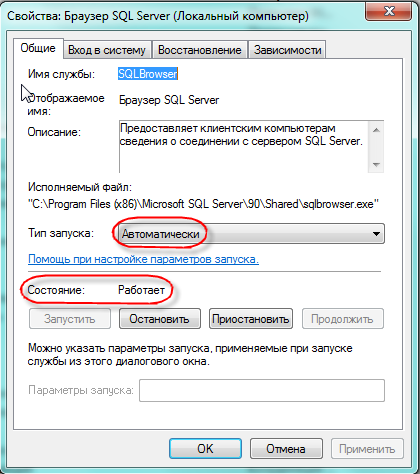 Свойства: Браузер SQL Server (Локальный компьютер)
Общие Вход в систему Восстановление Зависимости
Имя службы: SQLBrowser
Отображаемое имя: Браузер SQL Server
Описание: Предоставляет клиентским компьютерам
сведения о соединении с сервером SQL Server.
Исполняемый файл:
"C:\Program Files (x86)\Microsoft SQL Server\90\Shared\sqlbrowser.exe"
Тип запуска: Автоматически
Помощь при настройке параметров запуска.
Состояние: Работает
Запустить Остановить Приостановить Продолжить
Можно указать параметры запуска, применяемые при запуске
службы из этого диалогового окна.
Параметры запуска:
OK Отмена Применить